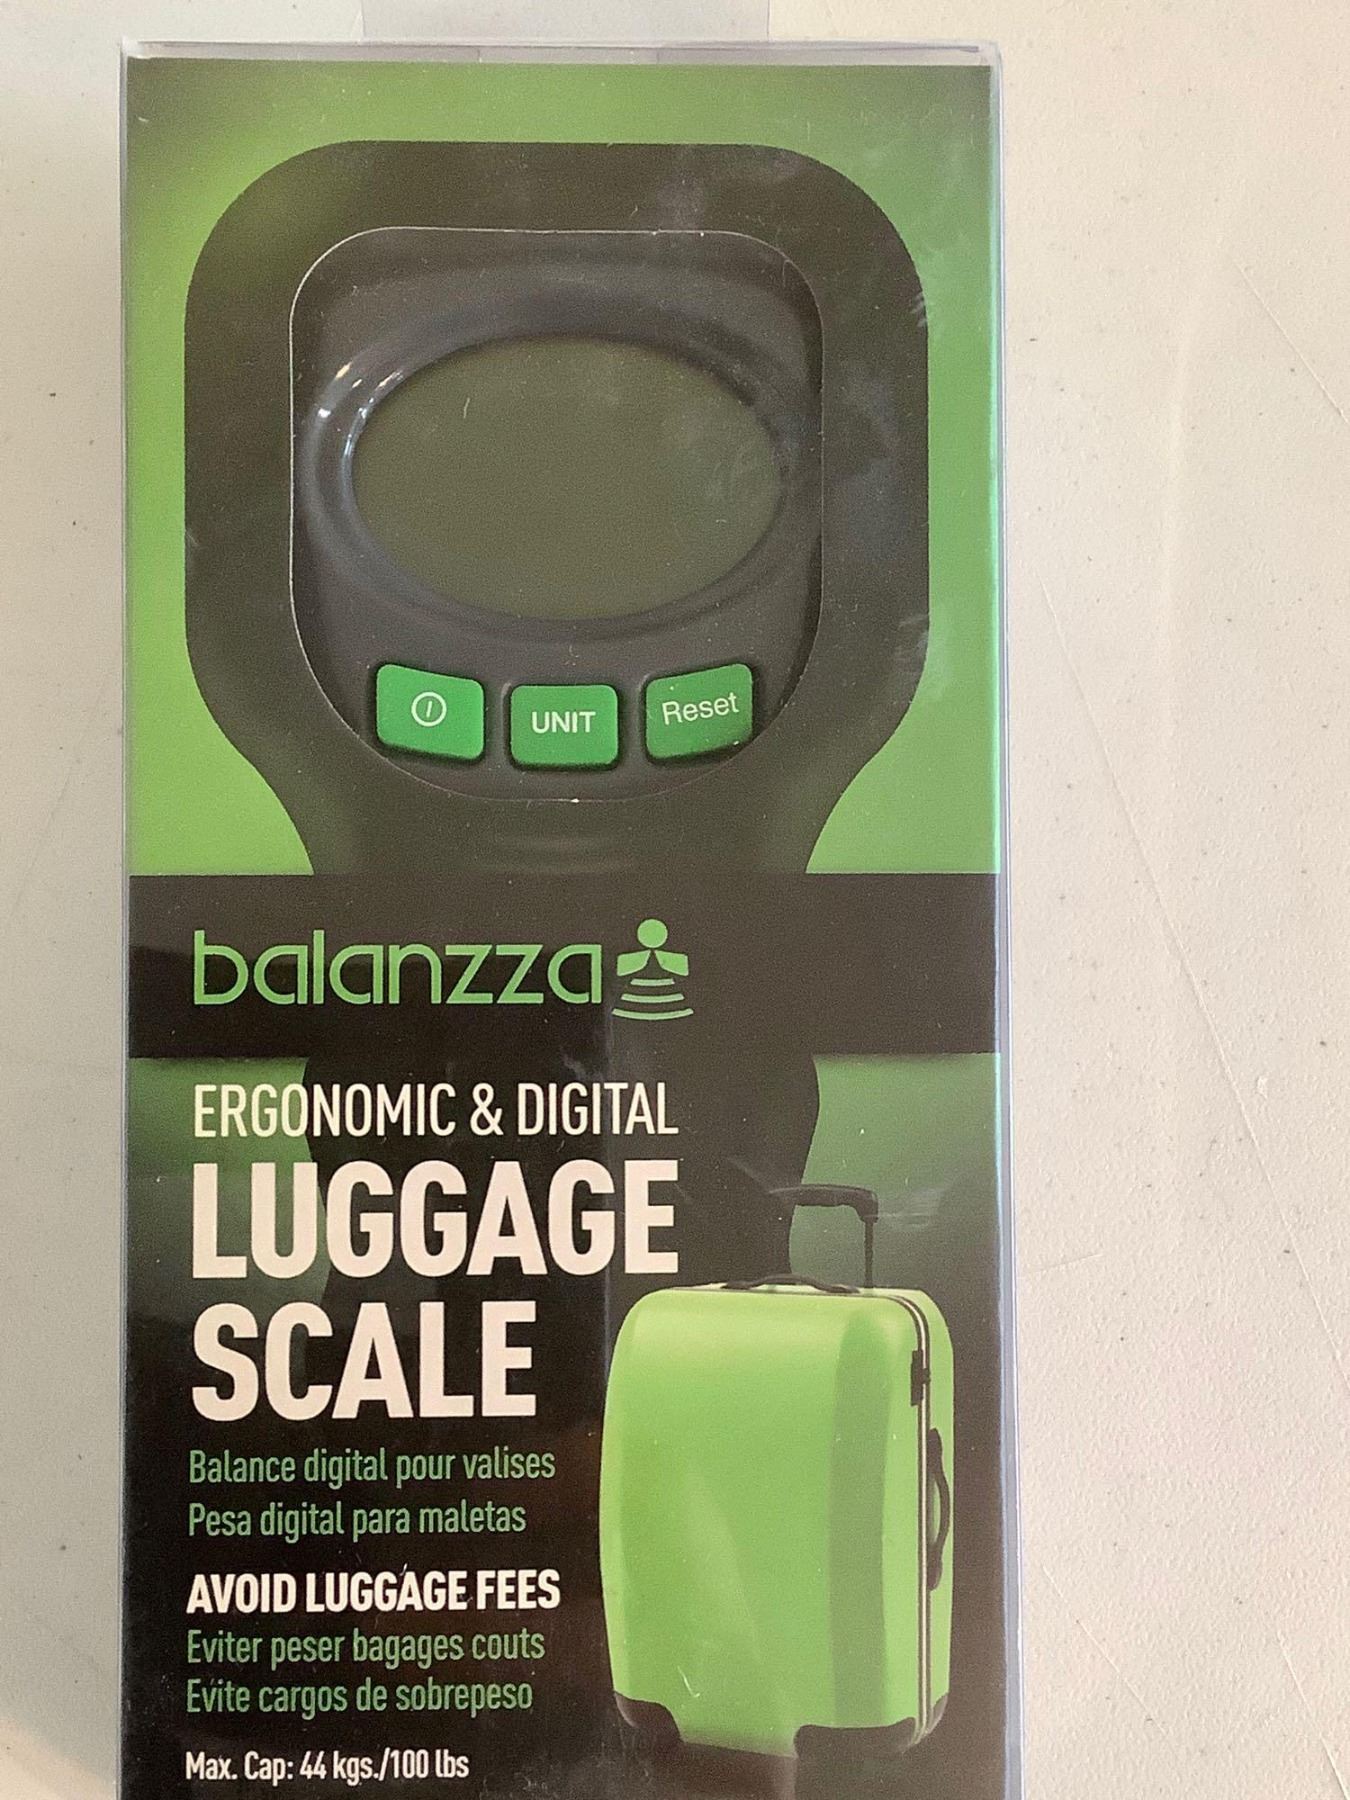 UNIT
Reset
balanzza
ERGONOMIC & DIGITAL
LUGGAGE
SCALE
Balance digital pour valises
Pesa digital para maletas
AVOID LUGGAGE FEES
Eviter peser bagages couts
Evite cargos de sobrepeso
Max. Cap: 44 kgs./100 lbs